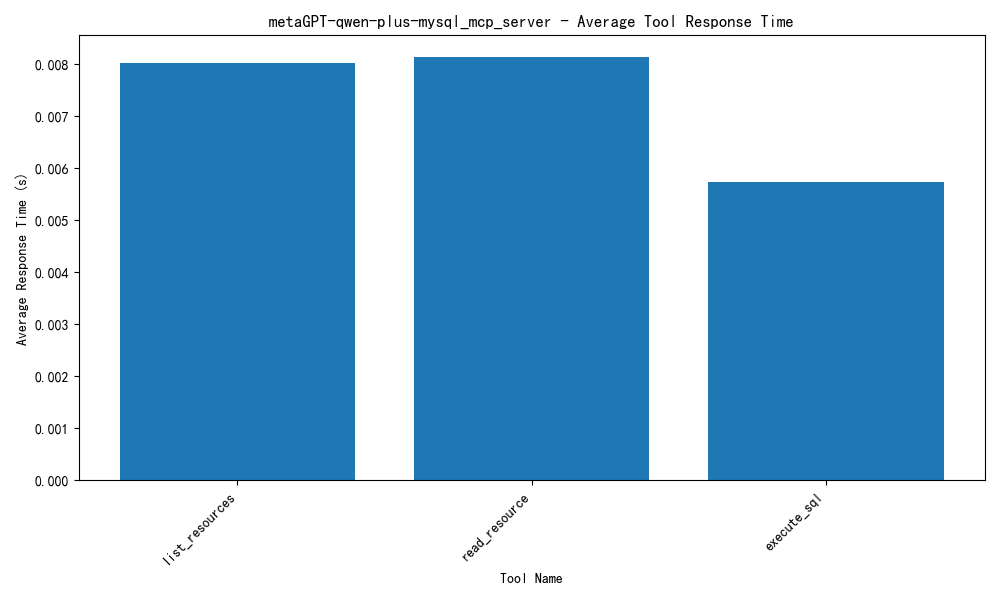 metaGPT-qwen-plus-mysql_mcp_server - Average Tool Response Time
Average Response Time (s)
0.008
0.007
0.006
0.005
0.004
0.003
0.002
0.001
0.000
list_resources
read_resource
execute_sql
Tool Name